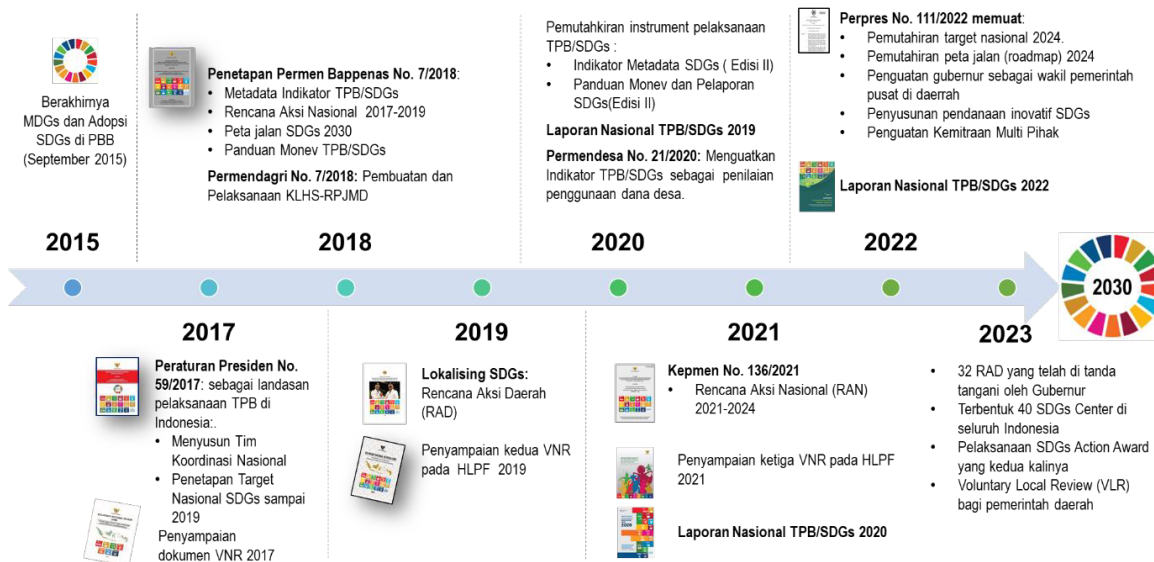 Berakhirnya
MDGs dan Adopsi
SDGs di PBB
(September 2015)
2015
Penetapan Permen Bappenas No. 7/2018:
• Metadata Indikator TPB/SDGs
• Rencana Aksi Nasional 2017-2019
• Peta jalan SDGs 2030
• Panduan Monev TPB/SDGs
Permendagri No. 7/2018: Pembuatan dan
Pelaksanaan KLHS-RPJMD
2018
Pemutahkiran instrument pelaksanaan
TPB/SDGs :
• Indikator Metadata SDGs ( Edisi II)
• Panduan Monev dan Pelaporan
SDGs(Edisi II)
Laporan Nasional TPB/SDGs 2019
Permendesa No. 21/2020: Menguatkan
Indikator TPB/SDGs sebagai penilaian
penggunaan dana desa.
2020
Perpres No. 111/2022 memuat:
• Pemutahiran target nasional 2024.
• Pemutahiran peta jalan (roadmap) 2024
• Penguatan gubernur sebagai wakil pemerintah
pusat di daerrah
• Penyusunan pendanaan inovatif SDGs
• Penguatan Kemitraan Multi Pihak
Laporan Nasional TPB/SDGs 2022
2022
2030
2017
Peraturan Presiden No.
59/2017: sebagai landasan
pelaksanaan TPB di
Indonesia:.
• Menyusun Tim
Koordinasi Nasional
• Penetapan Target
Nasional SDGs sampai
2019
Penyampaian
dokumen VNR 2017
2019
Lokalising SDGs:
Rencana Aksi Daerah
(RAD)
Penyampaian kedua VNR
pada HLPF 2019
2021
Kepmen No. 136/2021
• Rencana Aksi Nasional (RAN)
2021-2024
Penyampaian ketiga VNR pada HLPF
2021
Laporan Nasional TPB/SDGs 2020
2023
• 32 RAD yang telah di tanda
tangani oleh Gubernur
• Terbentuk 40 SDGs Center di
seluruh Indonesia
• Pelaksanaan SDGs Action Award
yang kedua kalinya
• Voluntary Local Review (VLR)
bagi pemerintah daerah